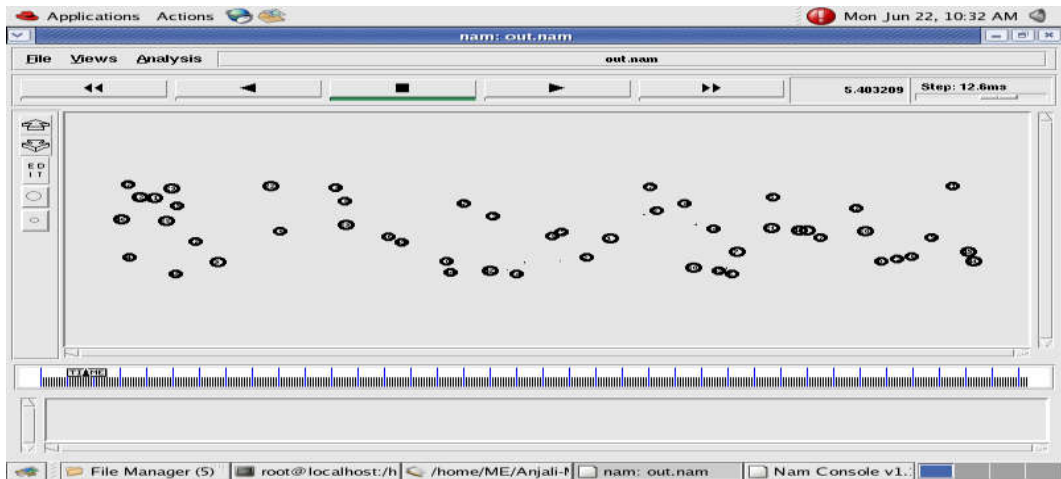 Applications Actions Mon Jun 22, 10:32 AM
nam: out.nam
File Views Analysis out.nam
5.403209 Step: 12.6ms
E D
I T
TIME
File Manager (5) root@localhost:/h /home/ME/Anjali-M nam: out.nam Nam Console v1.